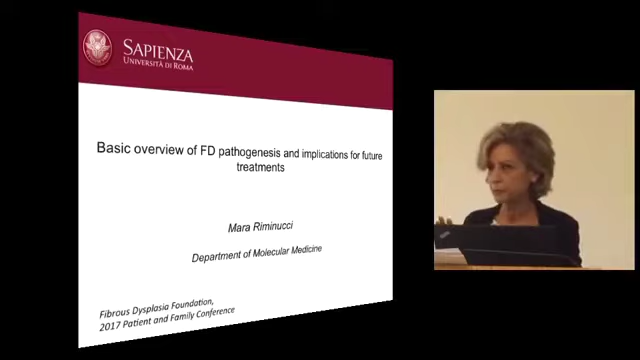 SAPIENZA
UNIVERSITÀ DI ROMA
Basic overview of FD pathogenesis and implications for future
treatments
Mara Riminucci
Department of Molecular Medicine
Fibrous Dysplasia Foundation,
2017 Patient and Family Conference